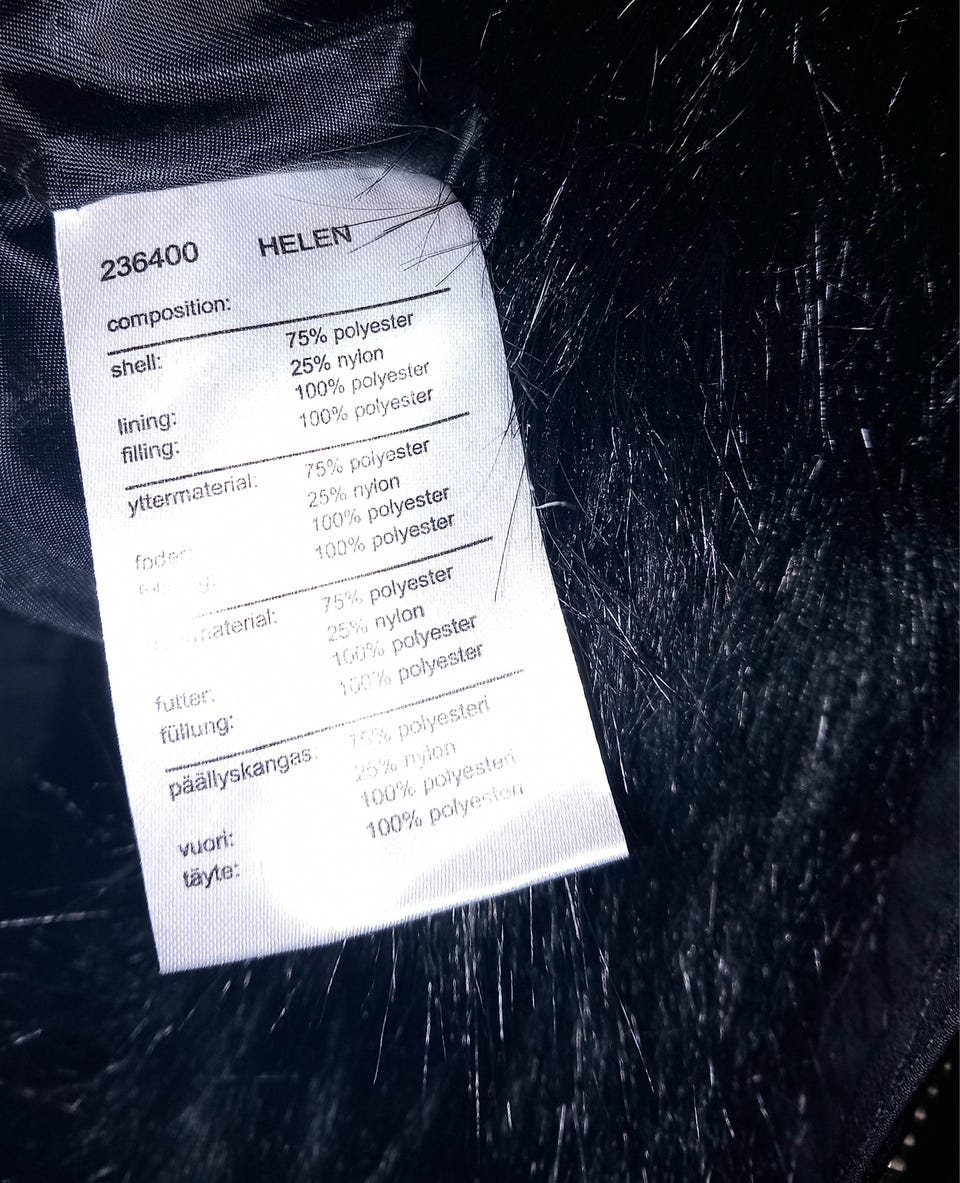 236400 HELEN
composition:
shell: 75% polyester
25% nylon
lining: 100% polyester
filling: 100% polyester
yttermaterial: 75% polyester
25% nylon
foder: 100% polyester
100% polyester
75% polyester
25% nylon
futter: 100% polyester
füllung: 100% polyester
päällyskangas: 75% polyesteri
25% nylon
vuori: 100% polyesteri
täyte: 100% polyesteri